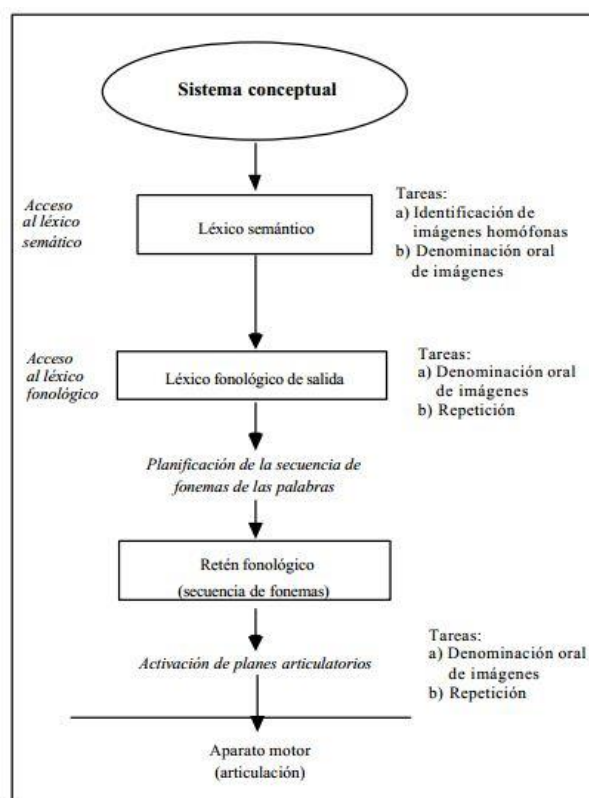 Sistema conceptual
Acceso
al léxico
semático
Léxico semántico
Tareas:
a) Identificación de
imágenes homófonas
b) Denominación oral
de imágenes
Acceso
al léxico
fonológico
Léxico fonológico de salida
Tareas:
a) Denominación oral
de imágenes
b) Repetición
Planificación de la secuencia de
fonemas de las palabras
Retén fonológico
(secuencia de fonemas)
Activación de planes articulatorios
Tareas:
a) Denominación oral
de imágenes
b) Repetición
Aparato motor
(articulación)